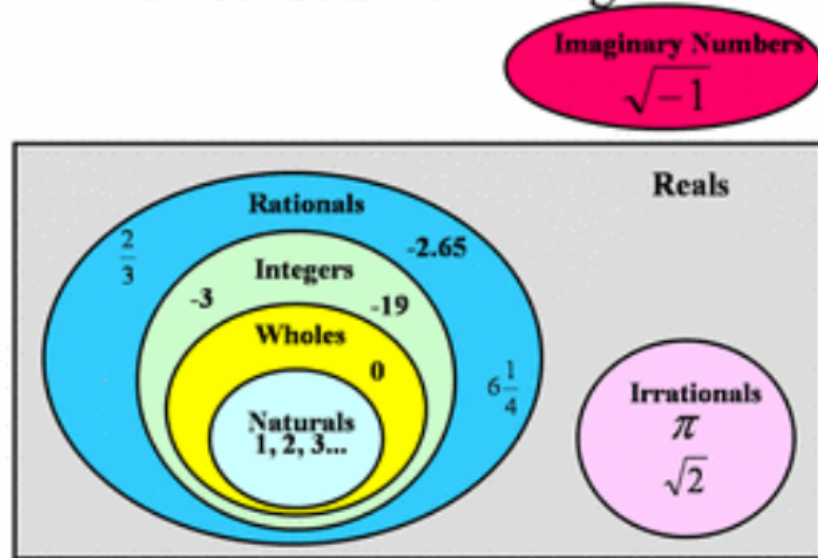 Imaginary Numbers
√-1
Reals
Rationals
2/3
-2.65
Integers
-3
-19
Wholes
0
6 1/4
Naturals
1, 2, 3...
Irrationals
π
√2